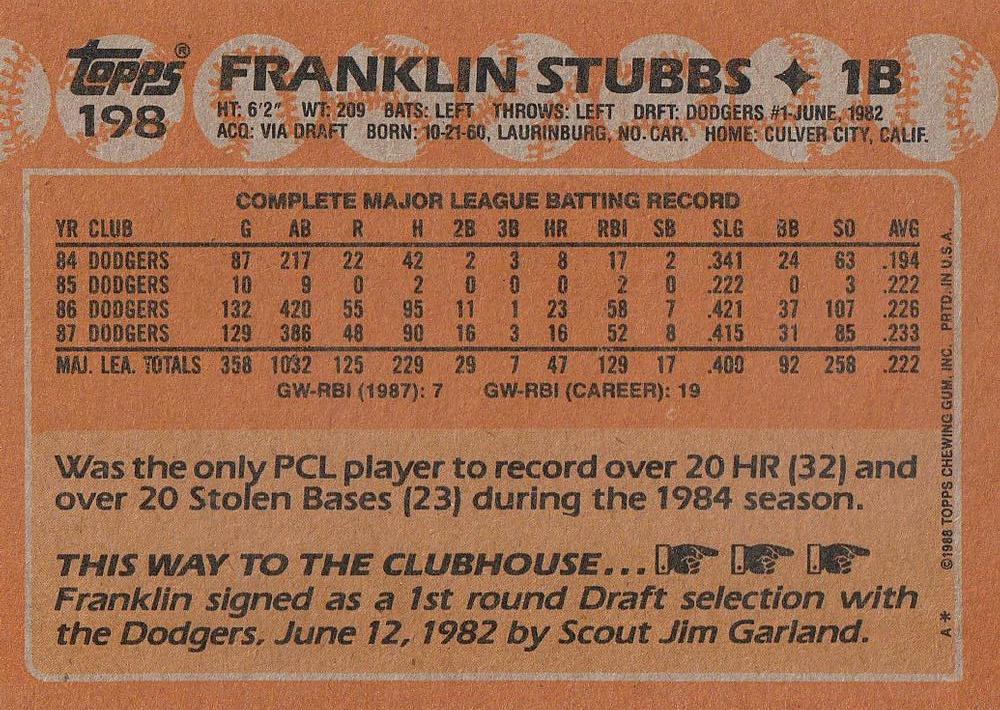 Topps® FRANKLIN STUBBS ✦ 1B
198
HT: 6'2" WT: 209 BATS: LEFT THROWS: LEFT DRFT: DODGERS #1-JUNE, 1982
ACQ: VIA DRAFT BORN: 10-21-60, LAURINBURG, NO. CAR. HOME: CULVER CITY, CALIF.
COMPLETE MAJOR LEAGUE BATTING RECORD
YR CLUB G AB R H 2B 3B HR RBI SB SLG BB SO AVG
84 DODGERS 87 217 22 42 2 3 8 17 2 .341 24 63 .194
85 DODGERS 10 9 0 2 0 0 0 2 0 .222 0 3 .222
86 DODGERS 132 420 55 95 11 1 23 58 7 .421 37 107 .226
87 DODGERS 129 386 48 90 16 3 16 52 8 .415 31 85 .233
MAJ. LEA. TOTALS 358 1032 125 229 29 7 47 129 17 .400 92 258 .222
GW-RBI (1987): 7 GW-RBI (CAREER): 19
Was the only PCL player to record over 20 HR (32) and
over 20 Stolen Bases (23) during the 1984 season.
THIS WAY TO THE CLUBHOUSE...
Franklin signed as a 1st round Draft selection with
the Dodgers, June 12, 1982 by Scout Jim Garland.
A * ©1988 TOPPS CHEWING GUM, INC. PRTD. IN U.S.A.